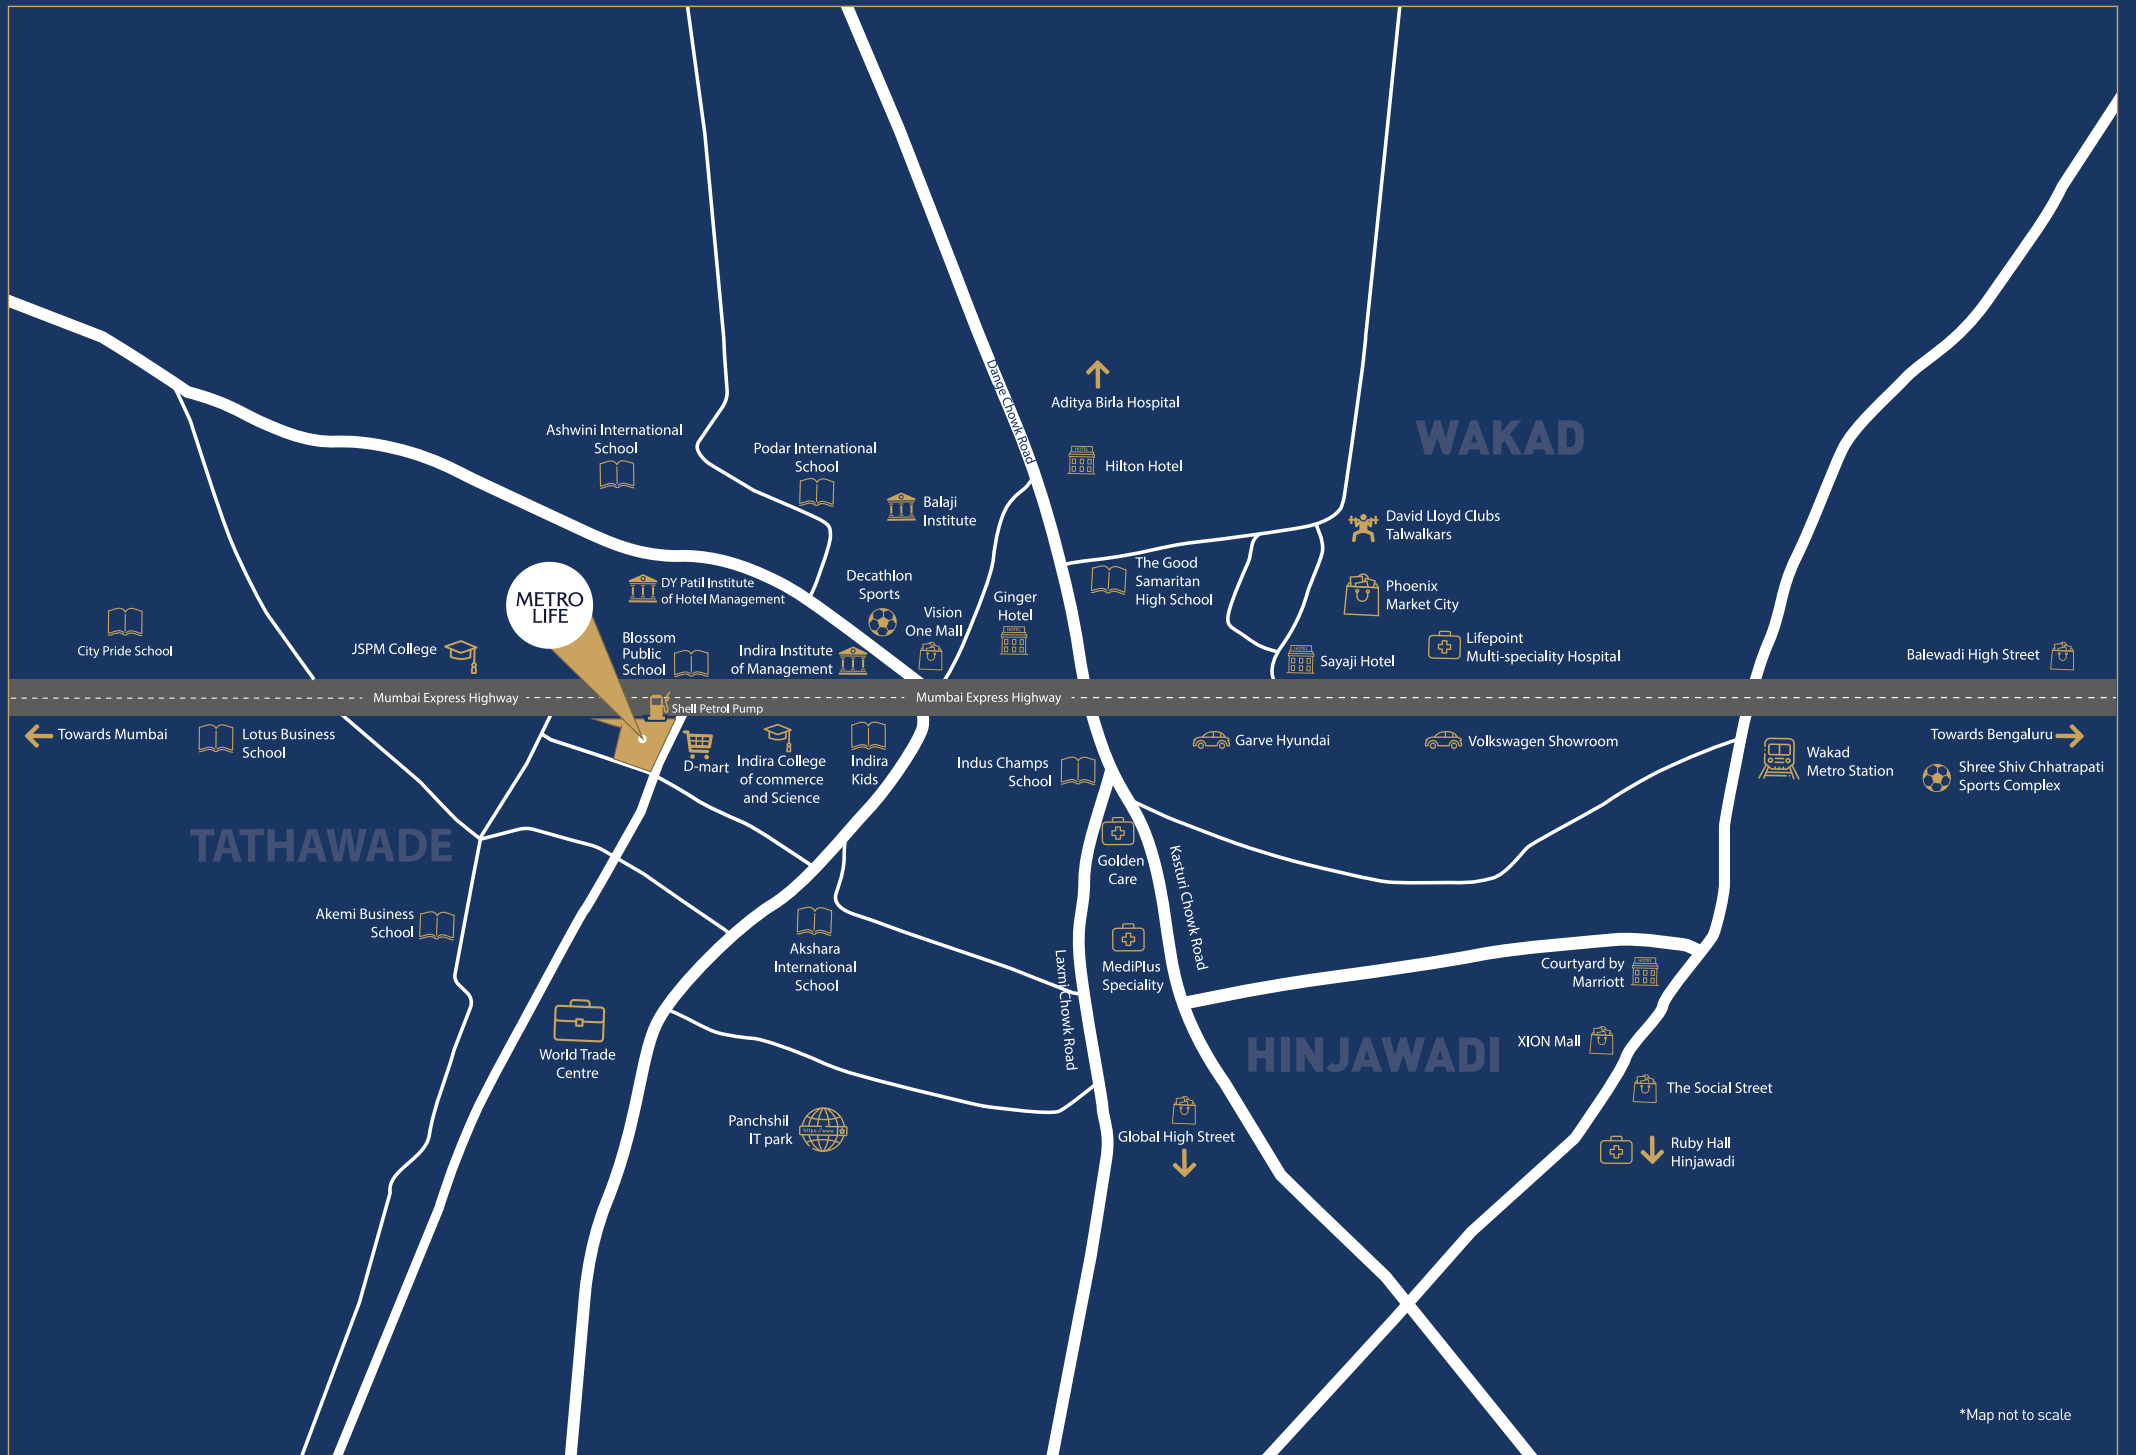 Dange Chowk Road
Aditya Birla Hospital
WAKAD
Ashwini International
School
Podar International
School
Hilton Hotel
Balaji
Institute
David Lloyd Clubs
Talwalkars
The Good
Samaritan
High School
METRO
LIFE
DY Patil Institute
of Hotel Management
Decathlon
Sports
Phoenix
Market City
Ginger
Hotel
Vision
One Mall
City Pride School
JSPM College
Blossom
Public
School
Indira Institute
of Management
Sayaji Hotel
Lifepoint
Multi-speciality Hospital
Balewadi High Street
Mumbai Express Highway
Mumbai Express Highway
Shell Petrol Pump
Towards Mumbai
Lotus Business
School
D-mart
Indira College
of commerce
and Science
Indira
Kids
Indus Champs
School
Garve Hyundai
Volkswagen Showroom
Wakad
Metro Station
Towards Bengaluru
Shree Shiv Chhatrapati
Sports Complex
TATHAWADE
Golden
Care
Kasturi Chowk Road
Akemi Business
School
Akshara
International
School
Laxmi Chowk Road
MediPlus
Speciality
Courtyard by
Marriott
World Trade
Centre
HINJAWADI
XION Mall
The Social Street
Panchshil
IT park
https://www
Global High Street
Ruby Hall
Hinjawadi
HOTEL
HOTEL
HOTEL
HOTEL
*Map not to scale